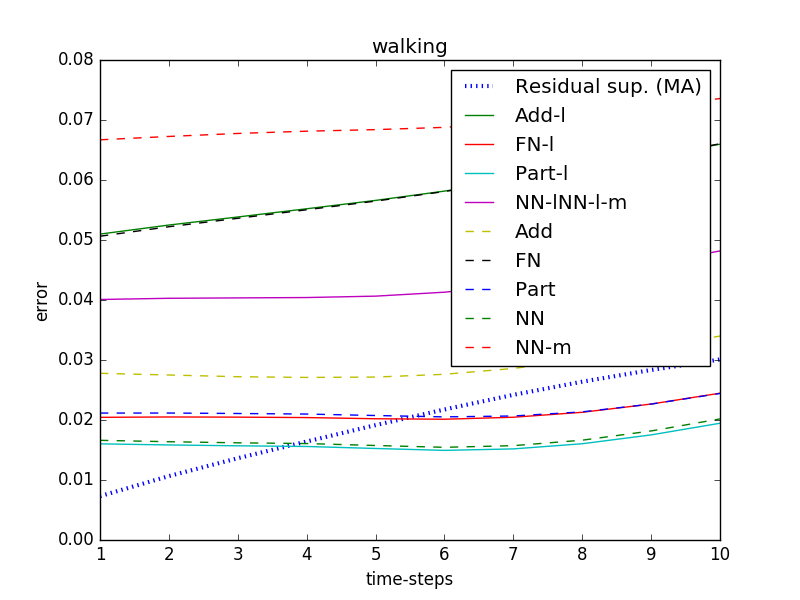 walking
0.08
0.07
0.06
0.05
0.04
0.03
0.02
0.01
0.00
error
Residual sup. (MA)
Add-l
FN-l
Part-l
NN-lNN-l-m
Add
FN
Part
NN
NN-m
1 2 3 4 5 6 7 8 9 10
time-steps